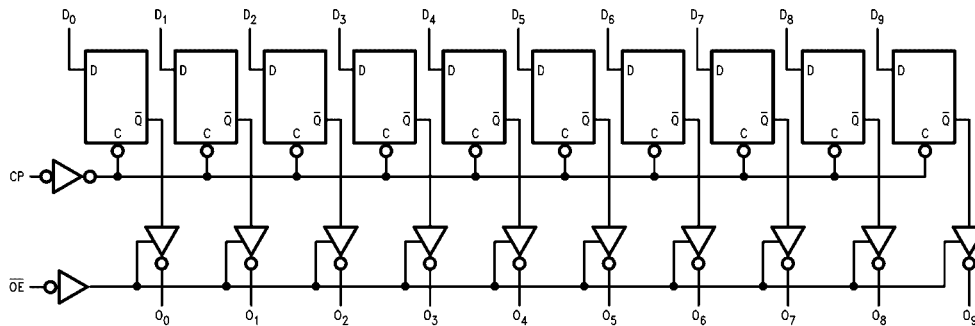 D0 D1 D2 D3 D4 D5 D6 D7 D8 D9
D D D D D D D D D D
Q̅ Q̅ Q̅ Q̅ Q̅ Q̅ Q̅ Q̅ Q̅ Q̅
C C C C C C C C C C
CP
O̅E̅
O0 O1 O2 O3 O4 O5 O6 O7 O8 O9